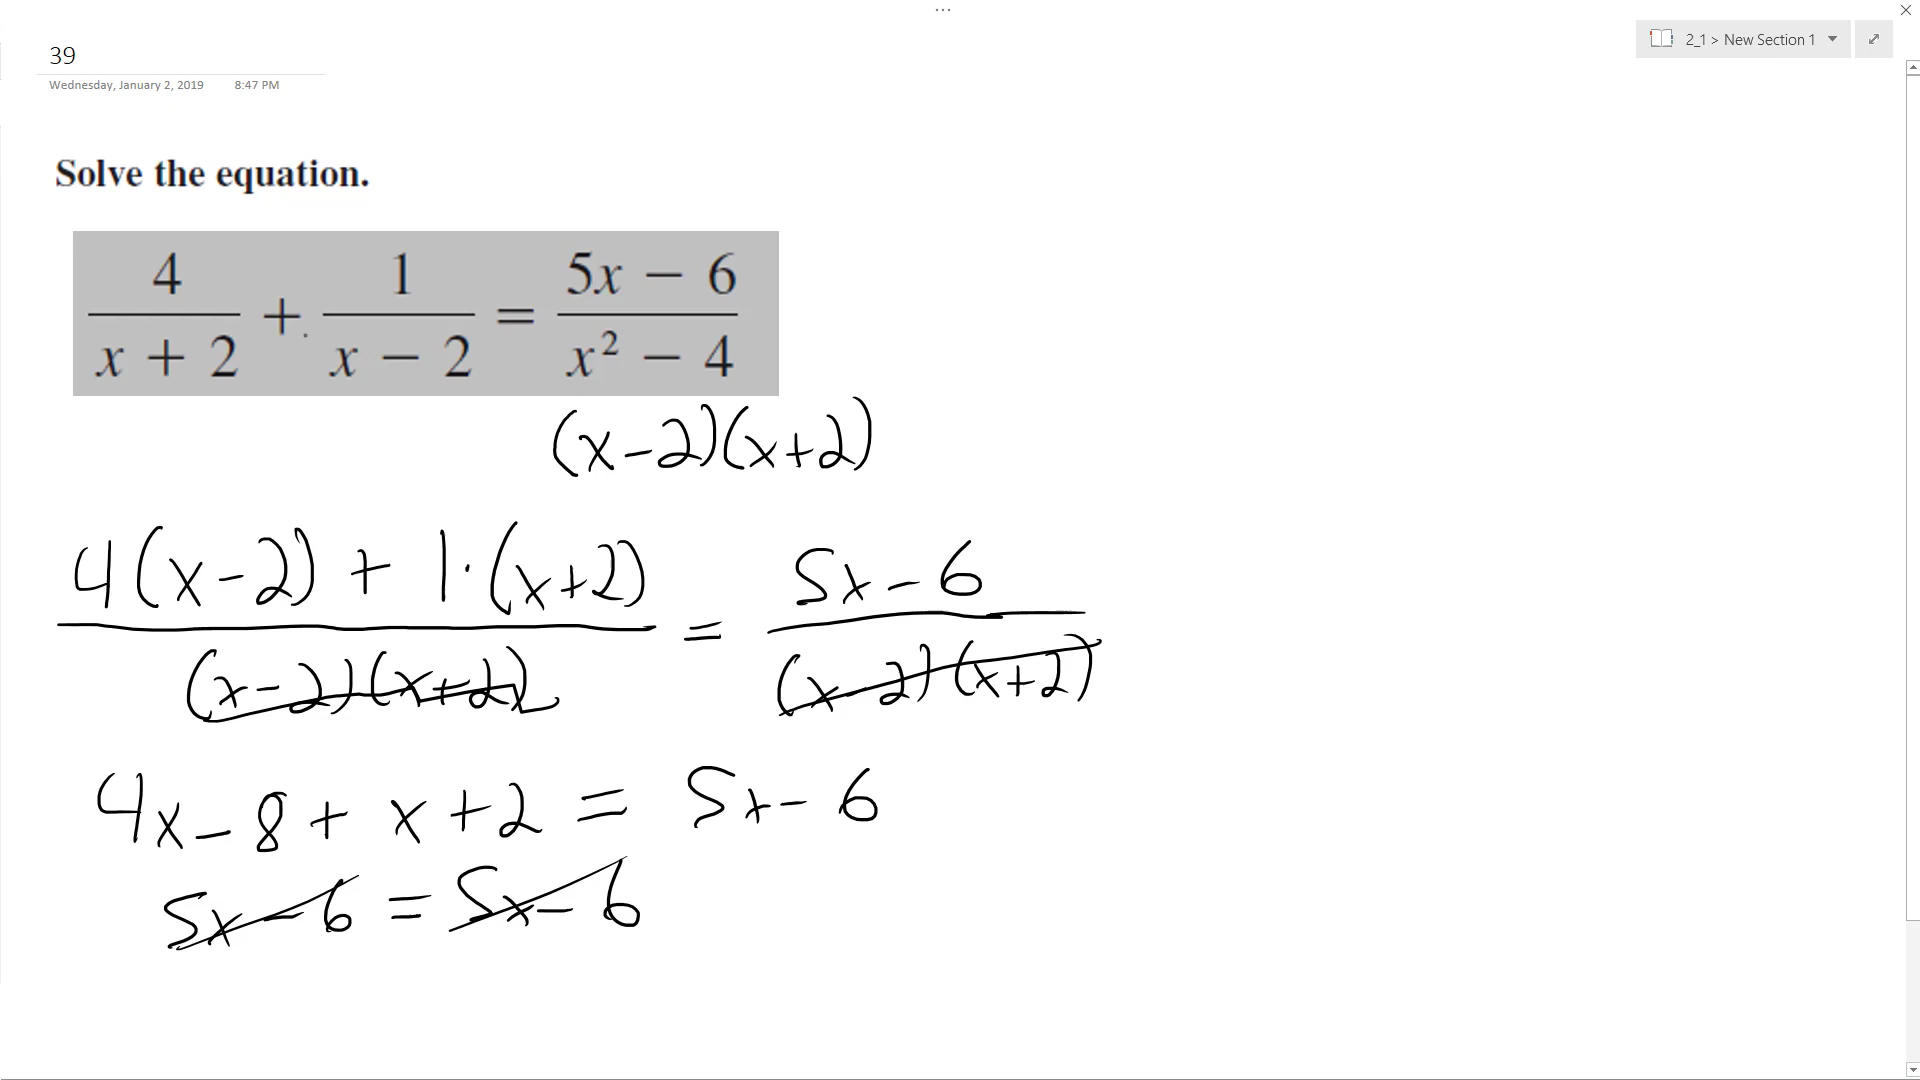 ...
2_1 > New Section 1
39
Wednesday, January 2, 2019 8:47 PM
Solve the equation.
4/(x + 2) + 1/(x − 2) = (5x − 6)/(x² − 4)
(x-2)(x+2)
(4(x-2) + 1·(x+2))/((x-2)(x+2)) = (5x-6)/((x-2)(x+2))
4x-8+x+2 = 5x-6
5x-6 = 5x-6